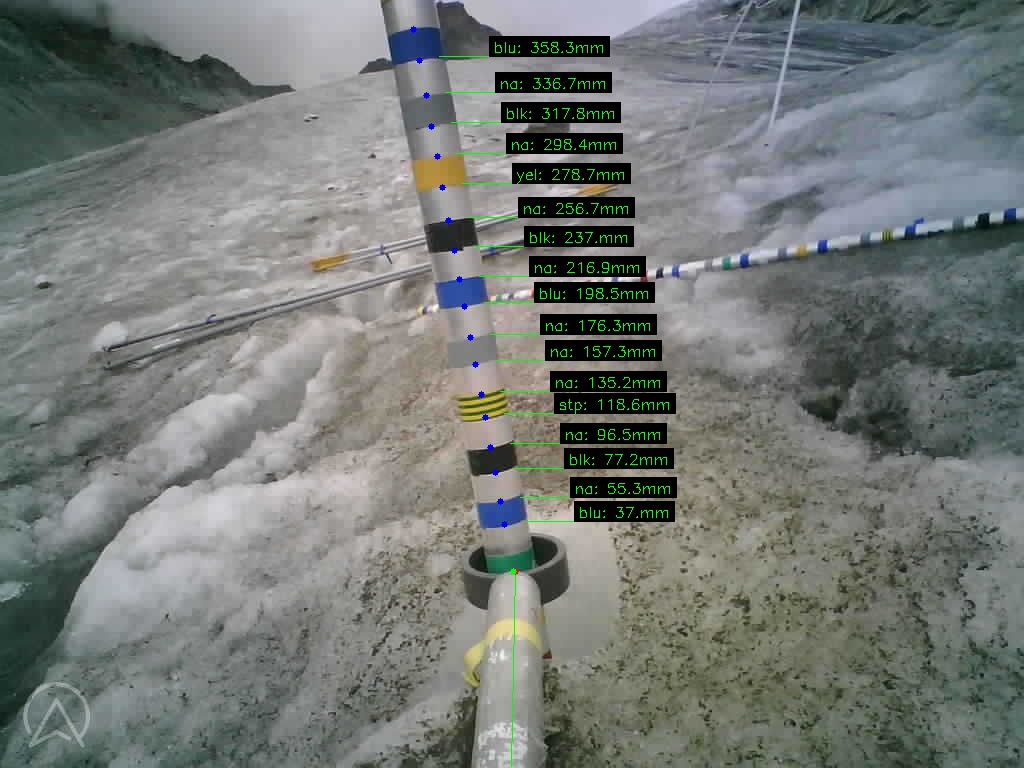 blu: 358.3mm
na: 336.7mm
blk: 317.8mm
na: 298.4mm
yel: 278.7mm
na: 256.7mm
blk: 237.mm
na: 216.9mm
blu: 198.5mm
na: 176.3mm
na: 157.3mm
na: 135.2mm
stp: 118.6mm
na: 96.5mm
blk: 77.2mm
na: 55.3mm
blu: 37.mm